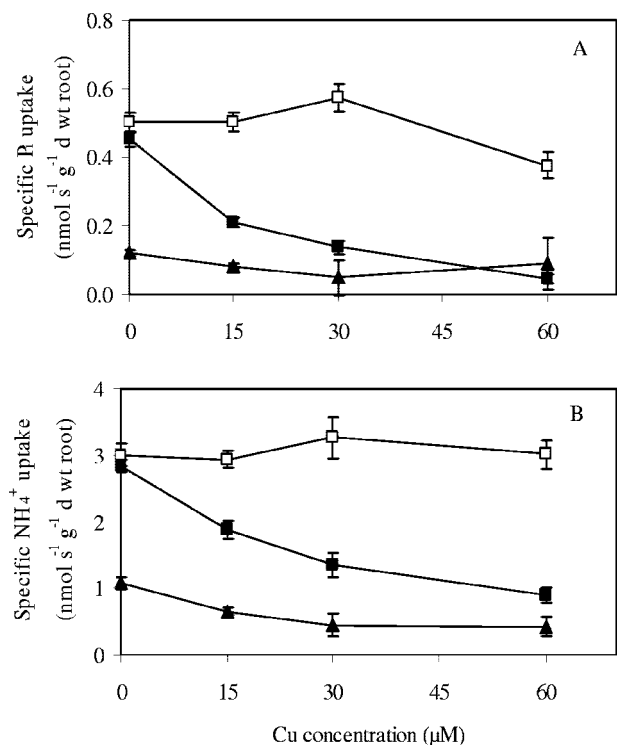 A
Specific Pi uptake
(nmol s⁻¹ g⁻¹ d wt root)
0.8
0.6
0.4
0.2
0.0
0 15 30 45 60
B
Specific NH₄⁺ uptake
(nmol s⁻¹ g⁻¹ d wt root)
4
3
2
1
0
0 15 30 45 60
Cu concentration (µM)